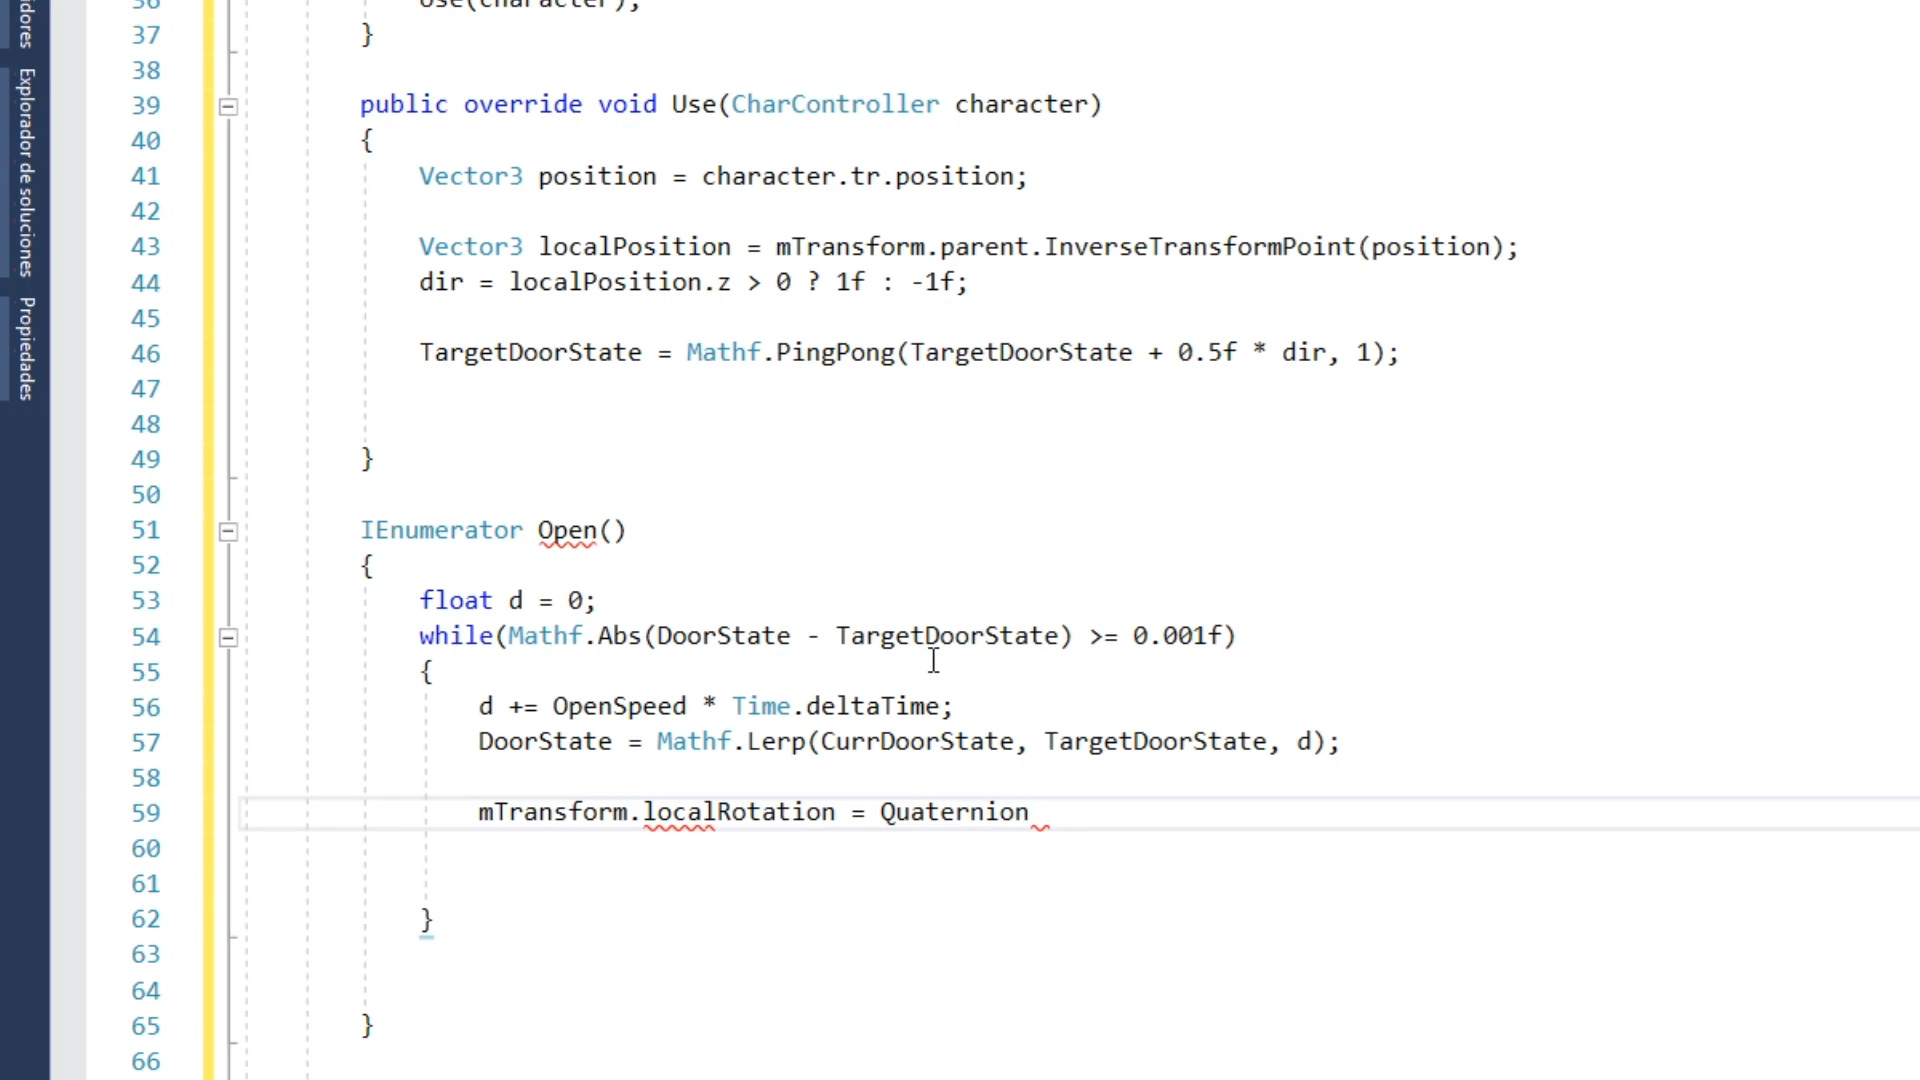 idores
Explorador de soluciones
Propiedades
36 Use(character);
37 }
38
39 public override void Use(CharController character)
40 {
41 Vector3 position = character.tr.position;
42
43 Vector3 localPosition = mTransform.parent.InverseTransformPoint(position);
44 dir = localPosition.z > 0 ? 1f : -1f;
45
46 TargetDoorState = Mathf.PingPong(TargetDoorState + 0.5f * dir, 1);
47
48
49 }
50
51 IEnumerator Open()
52 {
53 float d = 0;
54 while(Mathf.Abs(DoorState - TargetDoorState) >= 0.001f)
55 {
56 d += OpenSpeed * Time.deltaTime;
57 DoorState = Mathf.Lerp(CurrDoorState, TargetDoorState, d);
58
59 mTransform.localRotation = Quaternion
60
61
62 }
63
64
65 }
66